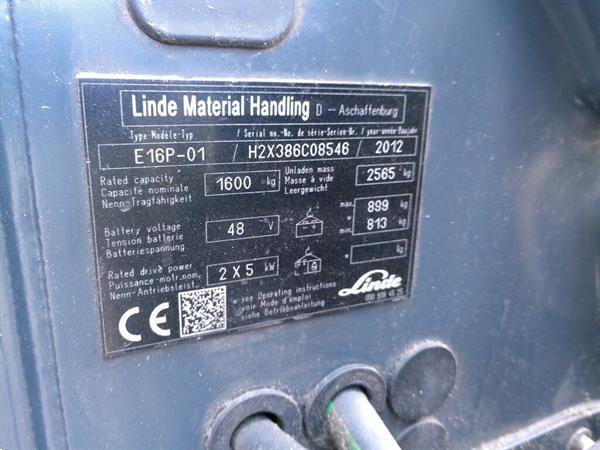 Linde Material Handling D - Aschaffenburg
Type-Modele-Typ / Serial no.-No. de série-Serien-Nr. / year-année-Baujahr
E16P-01 / H2X386C08546 / 2012
Rated capacity
Capacité nominale
Nenn-Tragfähigkeit
1600 kg
Unladen mass
Masse à vide
Leergewicht
2565 kg
Battery voltage
Tension batterie
Batteriespannung
48 V
max. 899 kg
*
min. 813 kg
Rated drive power
Puissance motr.nom.
Nenn-Antriebsleist.
2 X 5 kW
* kg
CE
* see Operating instructions
voir Mode d'emploi
siehe Betriebsanleitung
Linde